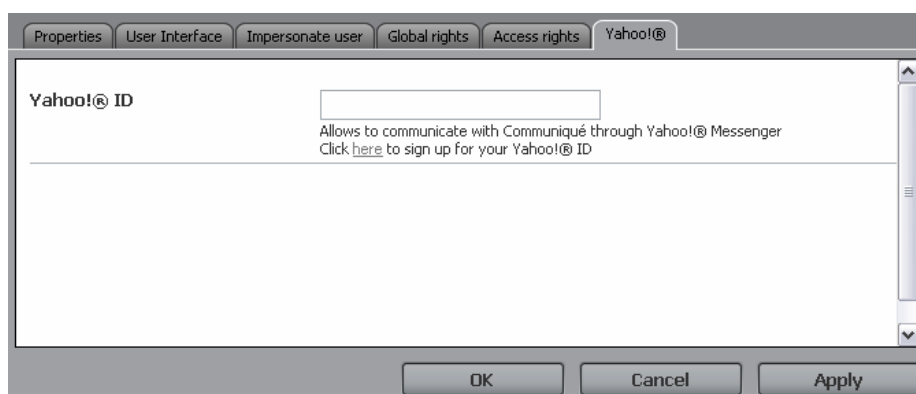 Properties User Interface Impersonate user Global rights Access rights Yahoo!®
Yahoo!® ID
Allows to communicate with Communiqué through Yahoo!® Messenger
Click here to sign up for your Yahoo!® ID
OK Cancel Apply